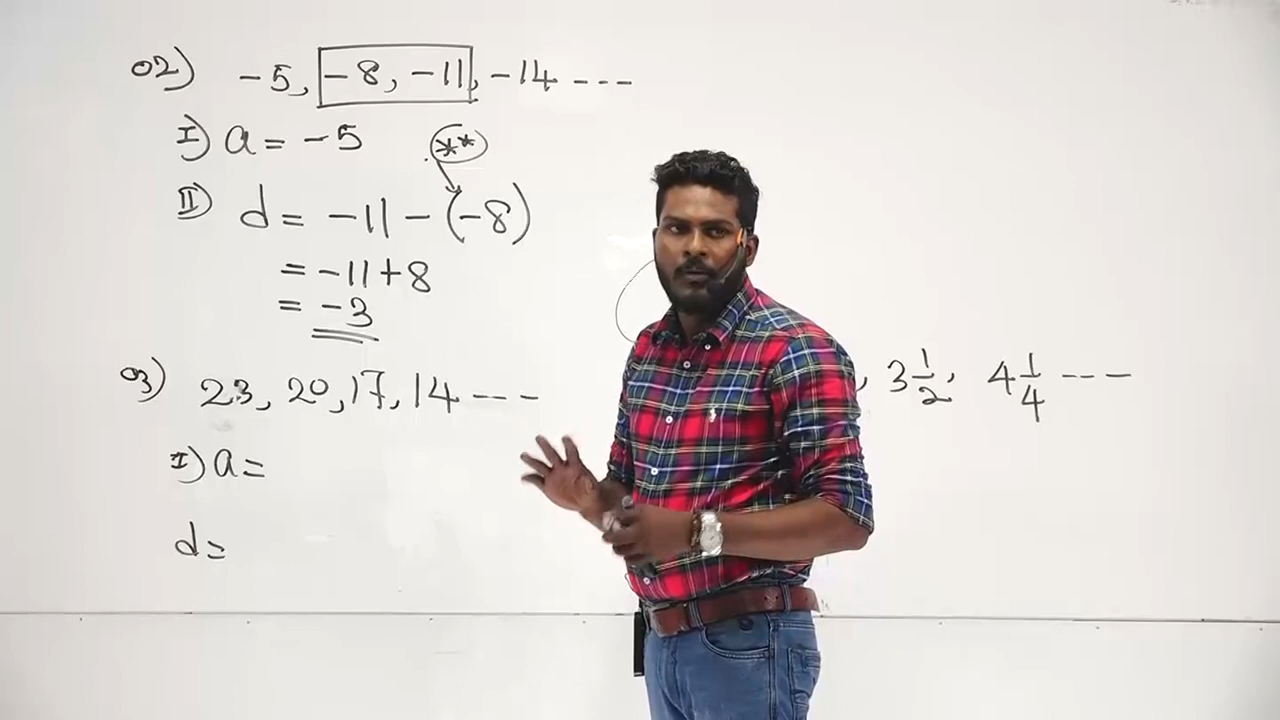 02) -5, -8, -11, -14 ---
I) a = -5 **
II) d = -11 - (-8)
= -11 + 8
= -3
03) 23, 20, 17, 14 ---
, 3 1/2, 4 1/4 ---
I) a =
d =